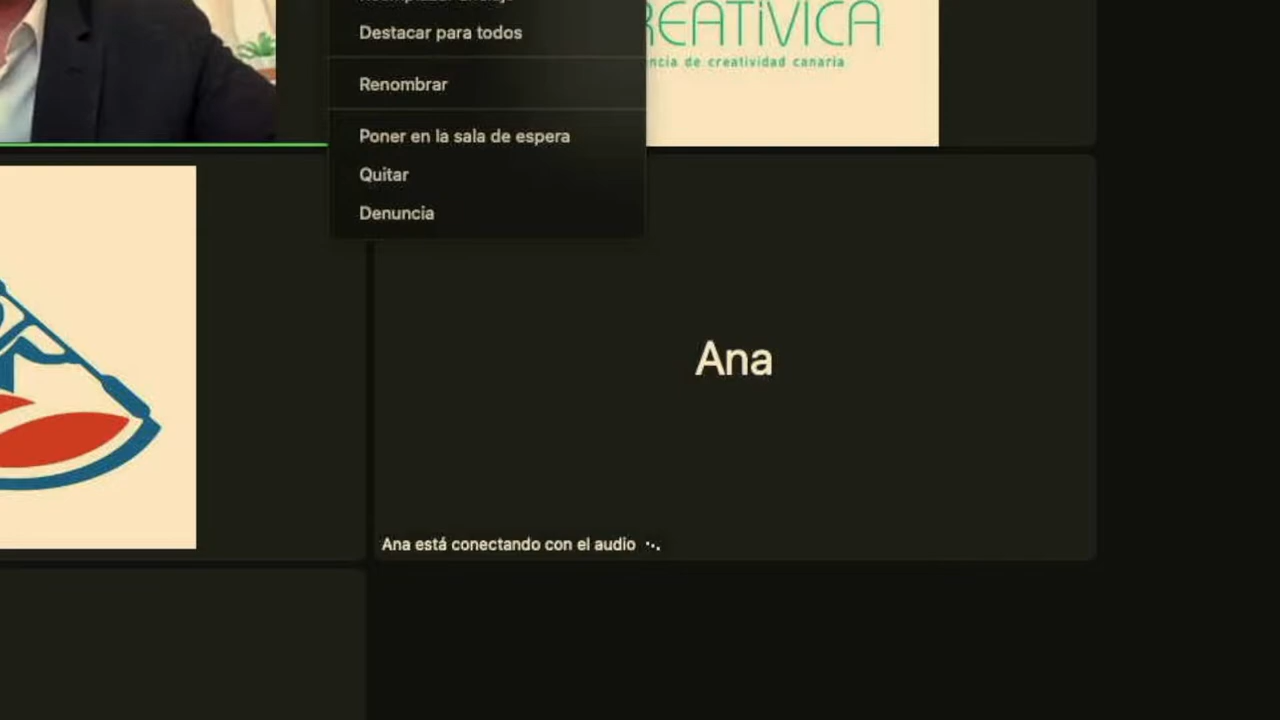 Destacar para todos
Renombrar
Poner en la sala de espera
Quitar
Denuncia
REATiVICA
ncia de creatividad canaria
Ana
Ana está conectando con el audio